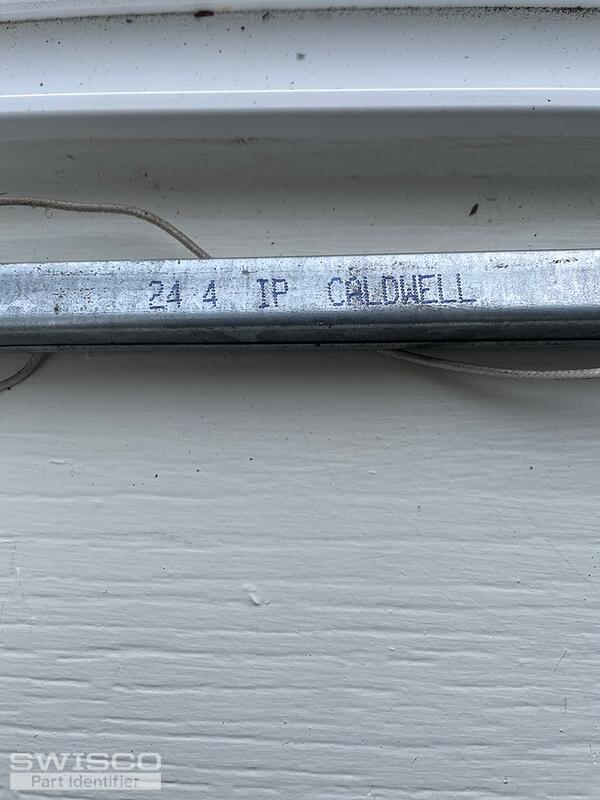 24 4 IP CALDWELL
SWISCO
Part Identifier